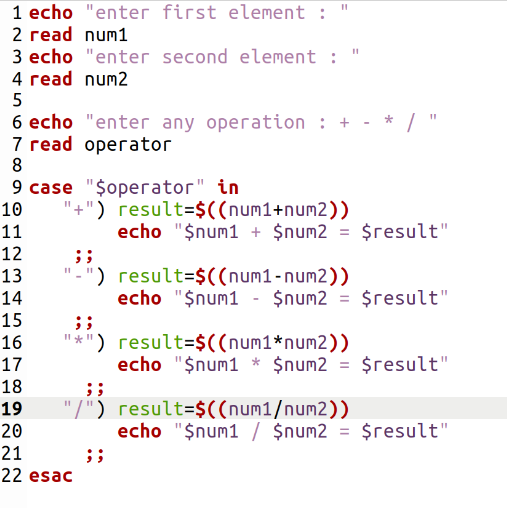 1 echo "enter first element : "
2 read num1
3 echo "enter second element : "
4 read num2
5
6 echo "enter any operation : + - * / "
7 read operator
8
9 case "$operator" in
10    "+") result=$((num1+num2))
11         echo "$num1 + $num2 = $result"
12     ;;
13    "-") result=$((num1-num2))
14         echo "$num1 - $num2 = $result"
15     ;;
16    "*") result=$((num1*num2))
17         echo "$num1 * $num2 = $result"
18      ;;
19    "/") result=$((num1/num2))
20         echo "$num1 / $num2 = $result"
21      ;;
22 esac